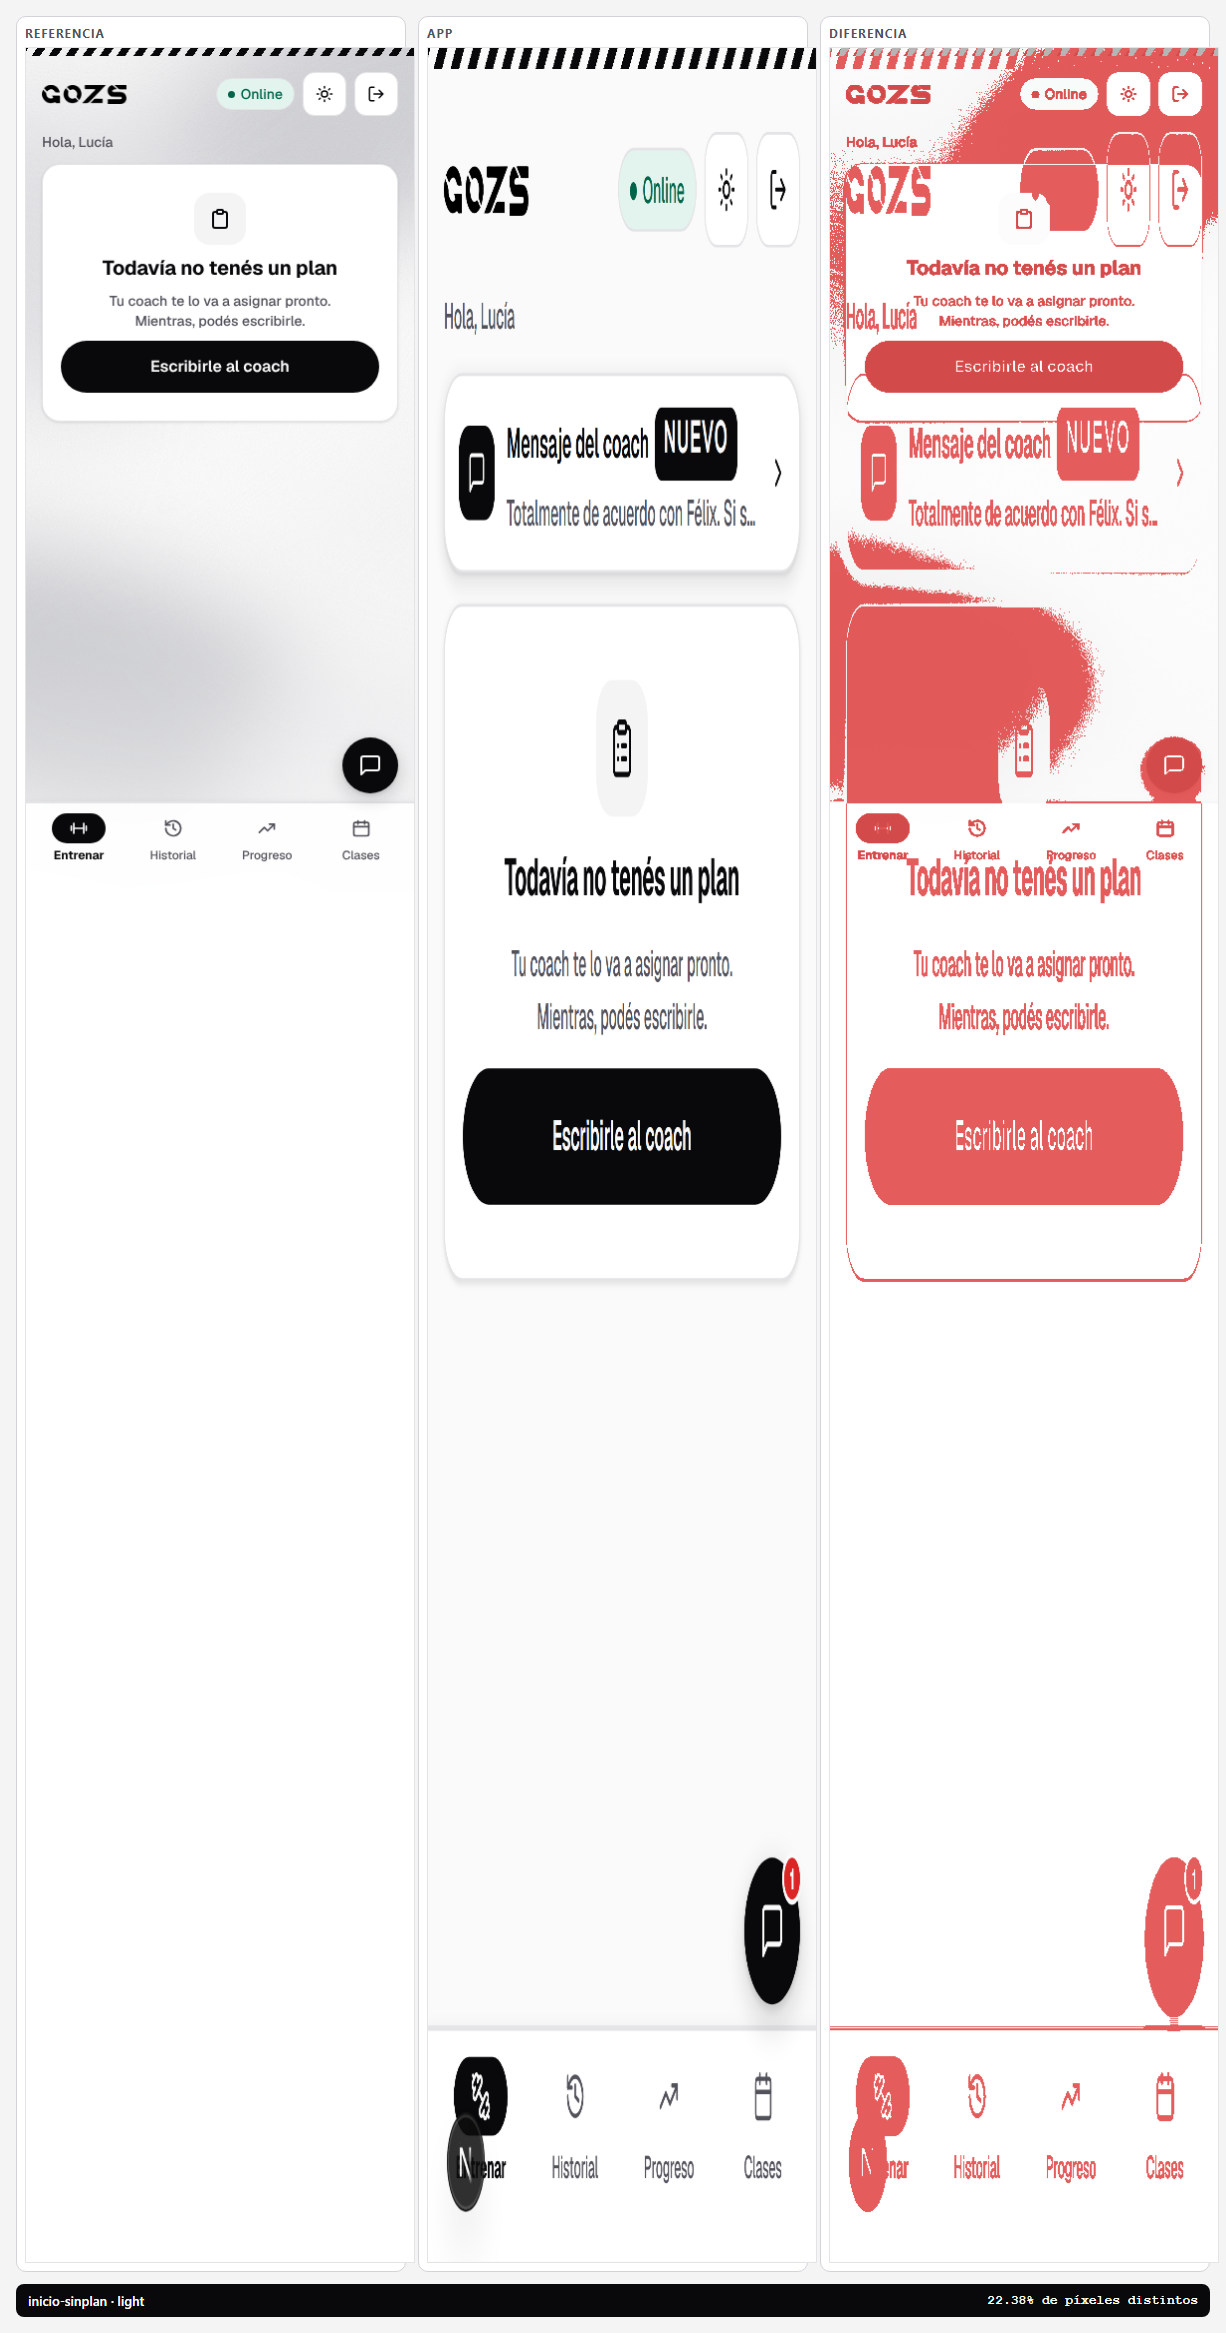 REFERENCIA
GOZS
Online
Hola, Lucía
Todavía no tenés un plan
Tu coach te lo va a asignar pronto.
Mientras, podés escribirle.
Escribirle al coach
Entrenar
Historial
Progreso
Clases
APP
GOZS
Online
Hola, Lucía
Mensaje del coach NUEVO
Totalmente de acuerdo con Félix. Si s...
Todavía no tenés un plan
Tu coach te lo va a asignar pronto.
Mientras, podés escribirle.
Escribirle al coach
1
N
Historial
Progreso
Clases
DIFERENCIA
GOZS
Online
Hola, Lucía
GOZS
Todavía no tenés un plan
Tu coach te lo va a asignar pronto.
Hola, Lucía
Mientras, podés escribirle.
Escribirle al coach
Mensaje del coach NUEVO
Totalmente de acuerdo con Félix. Si s...
Entrenar
Historial
Progreso
Clases
Todavía no tenés un plan
Tu coach te lo va a asignar pronto.
Mientras, podés escribirle.
Escribirle al coach
1
N
Historial
Progreso
Clases
inicio-sinplan · light
22.38% de píxeles distintos